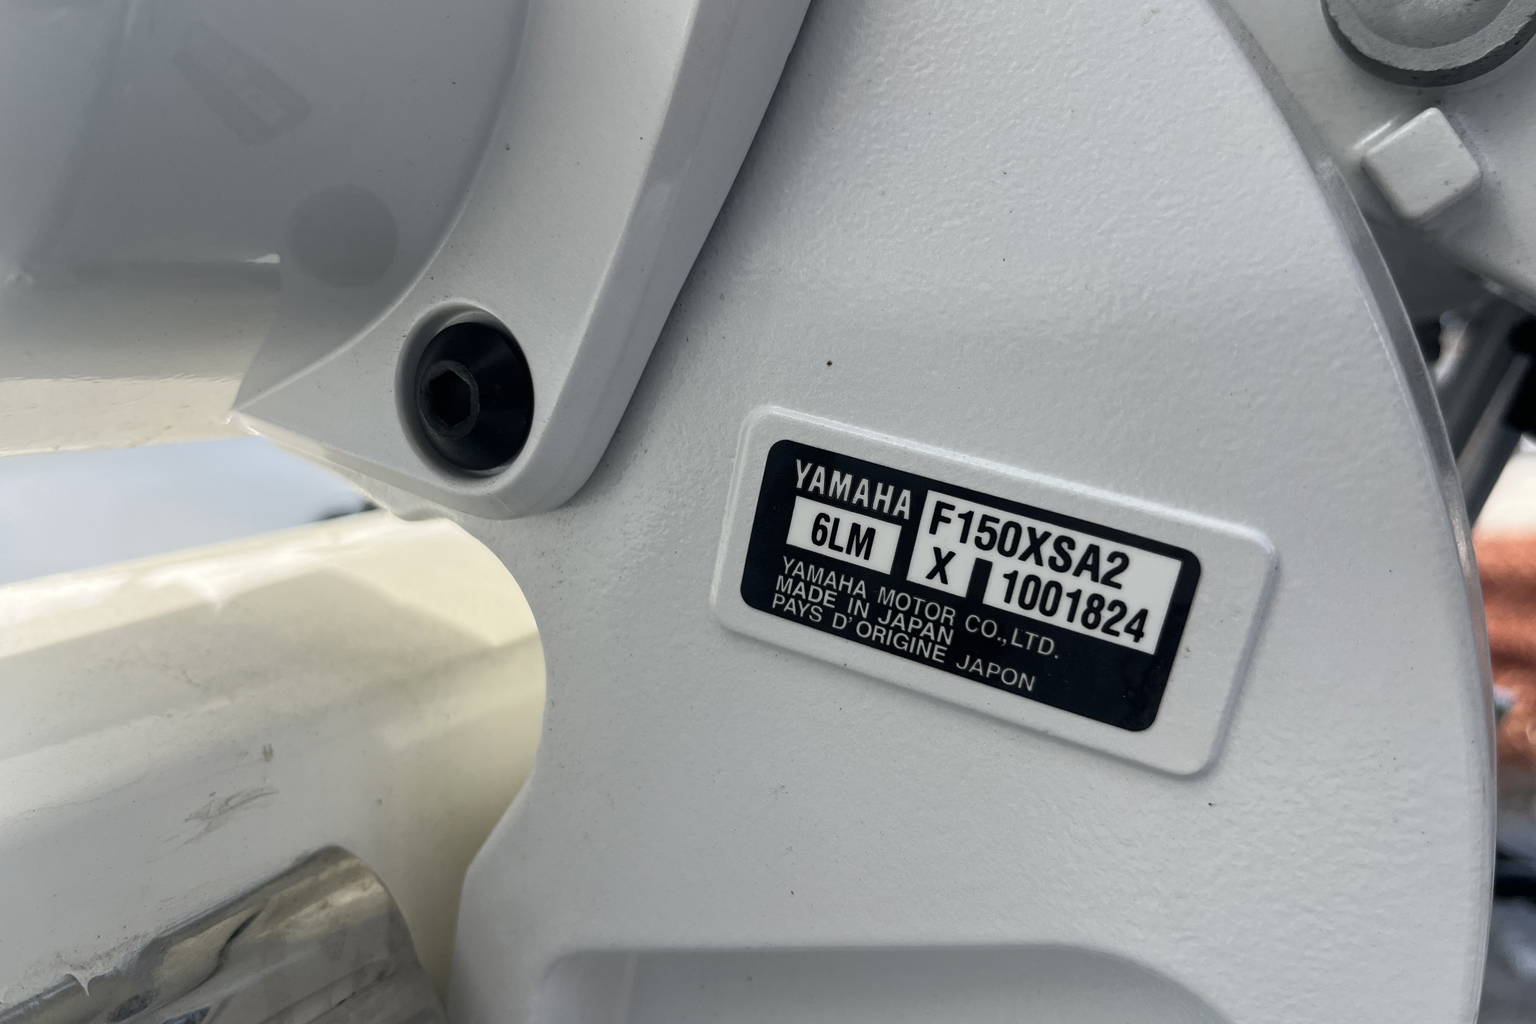 YAMAHA
F150XSA2
6LM
X 1001824
YAMAHA MOTOR CO.,LTD.
MADE IN JAPAN
PAYS D'ORIGINE JAPON